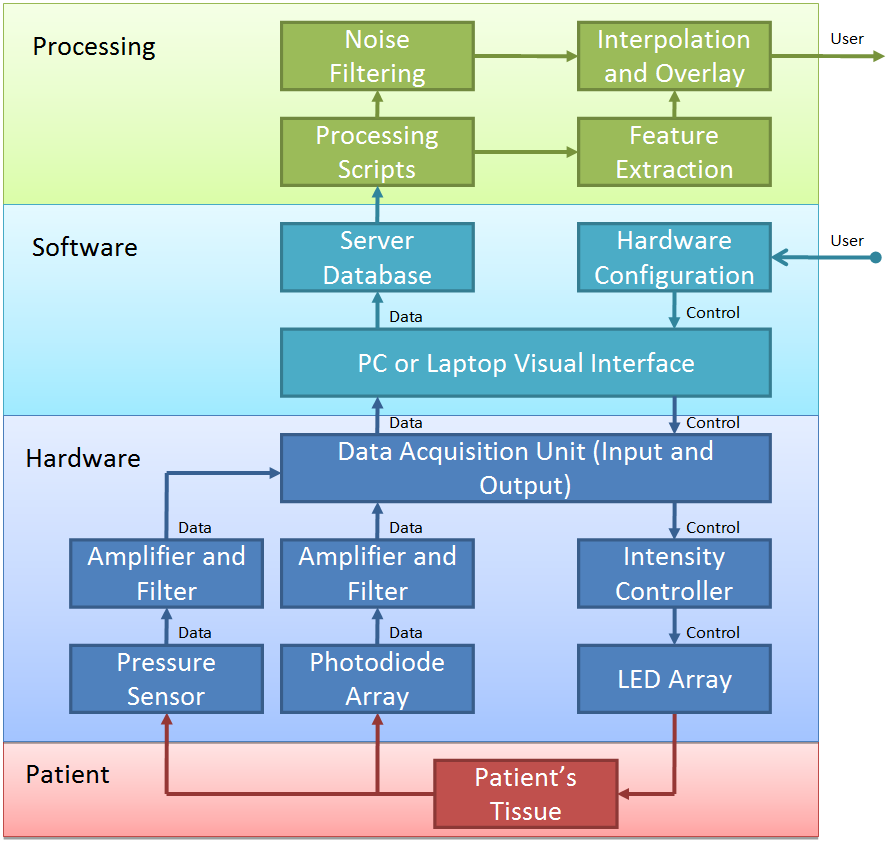 Processing
Noise
Filtering
Interpolation
and Overlay
User
Processing
Scripts
Feature
Extraction
Software
Server
Database
Hardware
Configuration
User
Data
Control
PC or Laptop Visual Interface
Data
Control
Hardware
Data Acquisition Unit (Input and
Output)
Data
Data
Control
Amplifier and
Filter
Amplifier and
Filter
Intensity
Controller
Data
Data
Control
Pressure
Sensor
Photodiode
Array
LED Array
Patient
Patient’s
Tissue